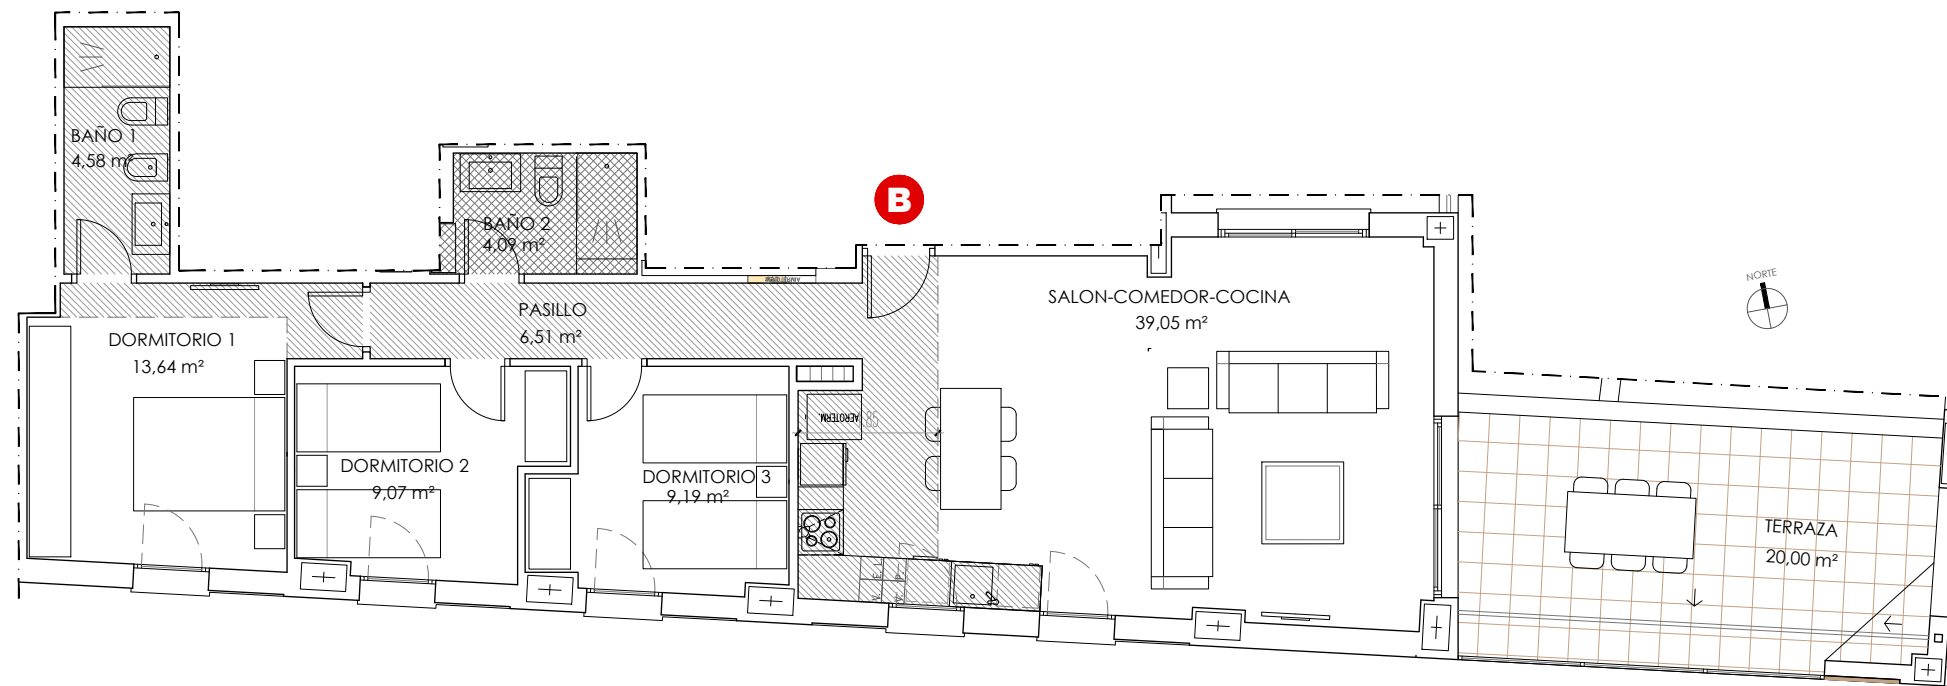 BAÑO 1
4,58 m²
BAÑO 2
4,09 m²
B
NORTE
PASILLO
6,51 m²
SALON-COMEDOR-COCINA
39,05 m²
DORMITORIO 1
13,64 m²
DORMITORIO 2
9,07 m²
DORMITORIO 3
9,19 m²
AEROTERM.
TERRAZA
20,00 m²